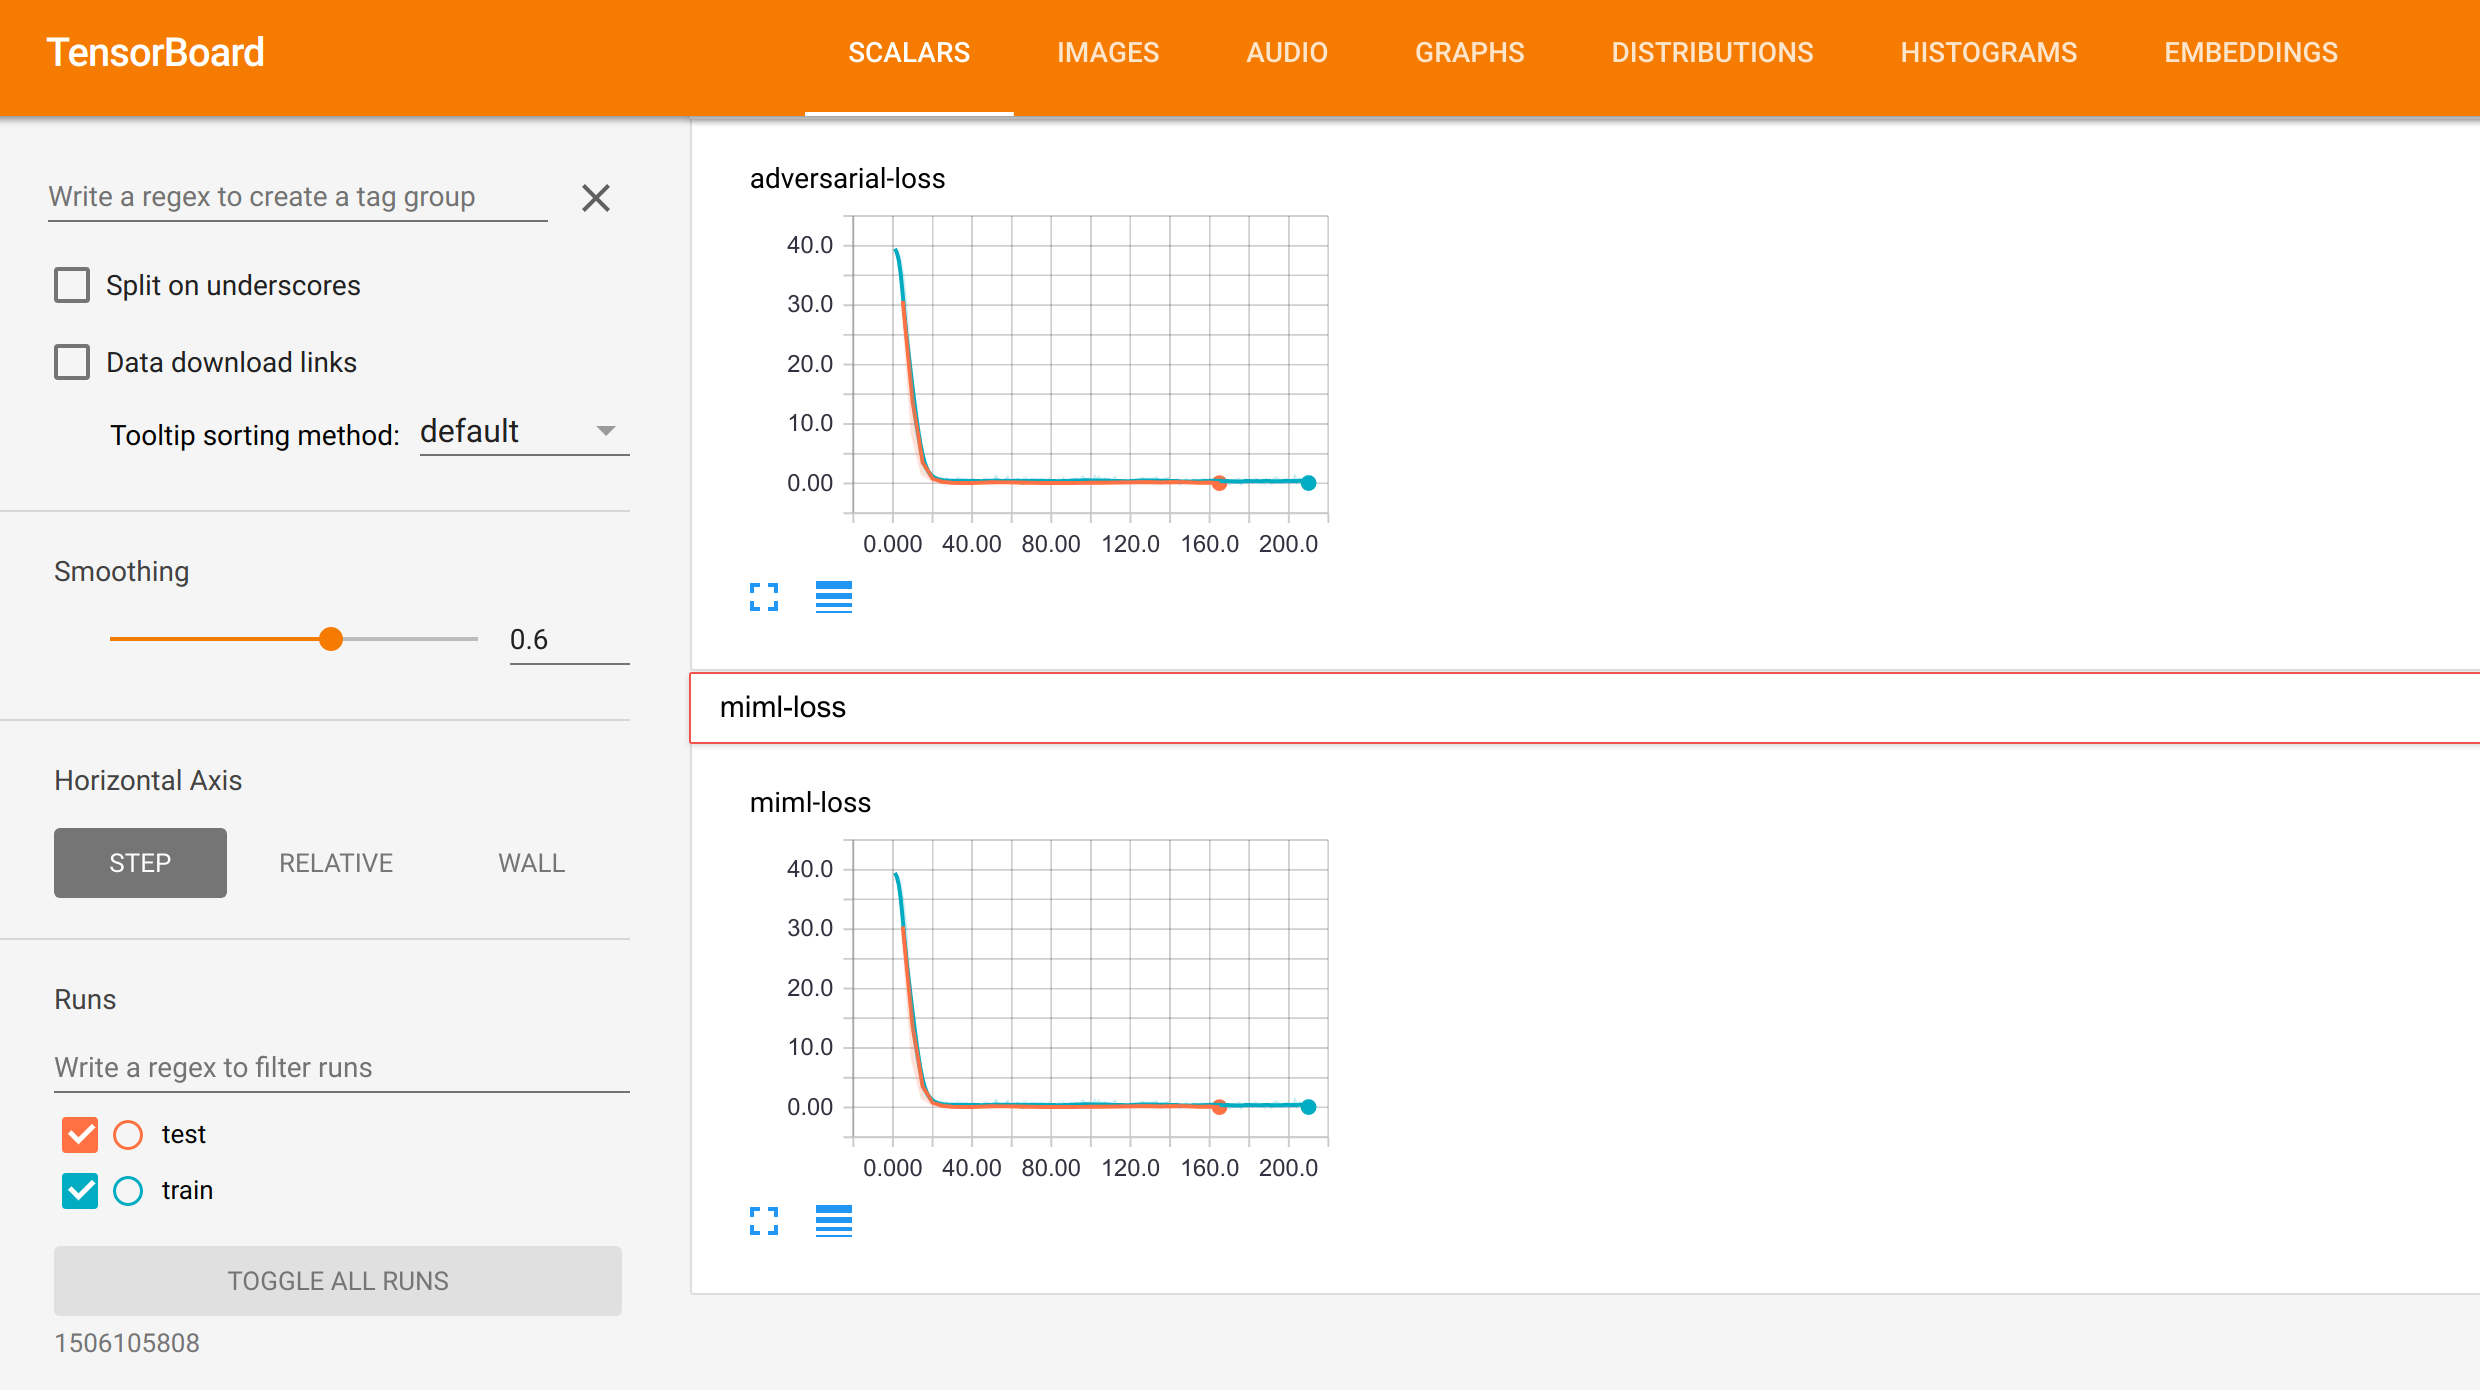 TensorBoard
SCALARS IMAGES AUDIO GRAPHS DISTRIBUTIONS HISTOGRAMS EMBEDDINGS
Write a regex to create a tag group
Split on underscores
Data download links
Tooltip sorting method: default
Smoothing
0.6
Horizontal Axis
STEP RELATIVE WALL
Runs
Write a regex to filter runs
test
train
TOGGLE ALL RUNS
1506105808
adversarial-loss
40.0
30.0
20.0
10.0
0.00
0.000 40.00 80.00 120.0 160.0 200.0
miml-loss
miml-loss
40.0
30.0
20.0
10.0
0.00
0.000 40.00 80.00 120.0 160.0 200.0